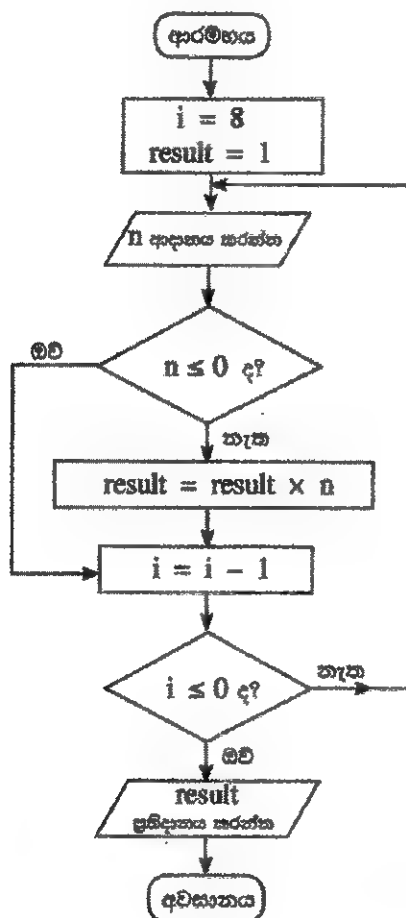 ආරම්භය
i = 8
result = 1
n ආදානය කරන්න
n ≤ 0 ද?
ඔව්
නැත
result = result × n
i = i − 1
i ≤ 0 ද?
නැත
ඔව්
result
ප්‍රතිදානය කරන්න
අවසානය